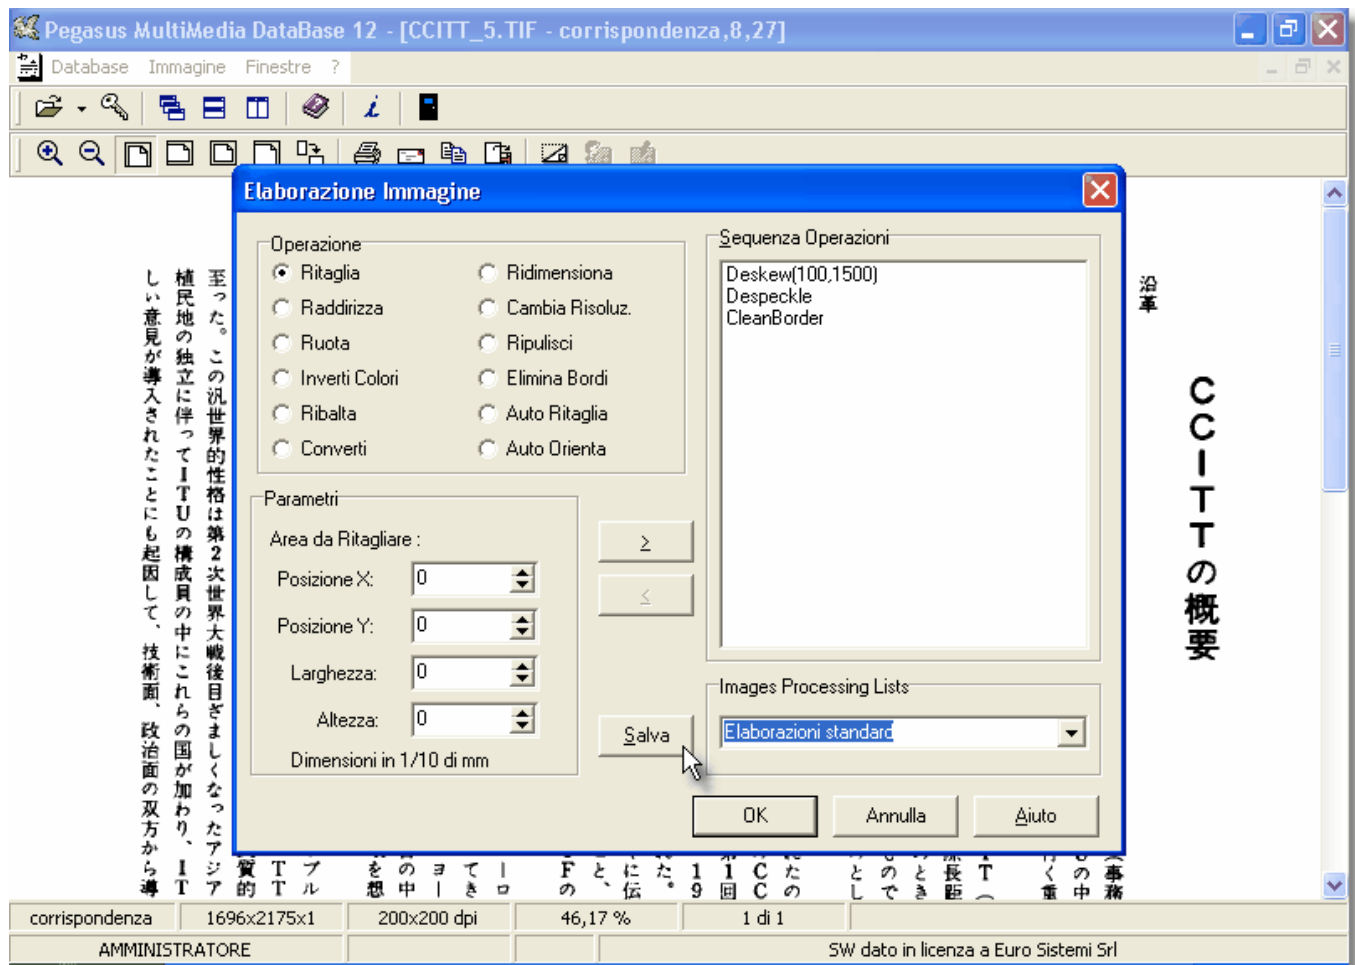 Pegasus MultiMedia DataBase 12 - [CCITT_5.TIF - corrispondenza,8,27]
Database Immagine Finestre ?
Elaborazione Immagine
Operazione
Ritaglia
Raddirizza
Ruota
Inverti Colori
Ribalta
Converti
Ridimensiona
Cambia Risoluz.
Ripulisci
Elimina Bordi
Auto Ritaglia
Auto Orienta
Parametri
Area da Ritagliare :
Posizione X: 0
Posizione Y: 0
Larghezza: 0
Altezza: 0
Dimensioni in 1/10 di mm
>
<
Salva
Sequenza Operazioni
Deskew(100,1500)
Despeckle
CleanBorder
Images Processing Lists
Elaborazioni standard
OK Annulla Aiuto
沿革
CCITTの概要
至った。この汎世界的性格は第2次世界大戦後目ざましくなったアジア
植民地の独立に伴ってITUの構成員の中にこれらの国が加わり、IT
しい意見が導入されたことにも起因して、技術面、政治面の双方から導
corrispondenza 1696x2175x1 200x200 dpi 46,17 % 1 di 1
AMMINISTRATORE SW dato in licenza a Euro Sistemi Srl